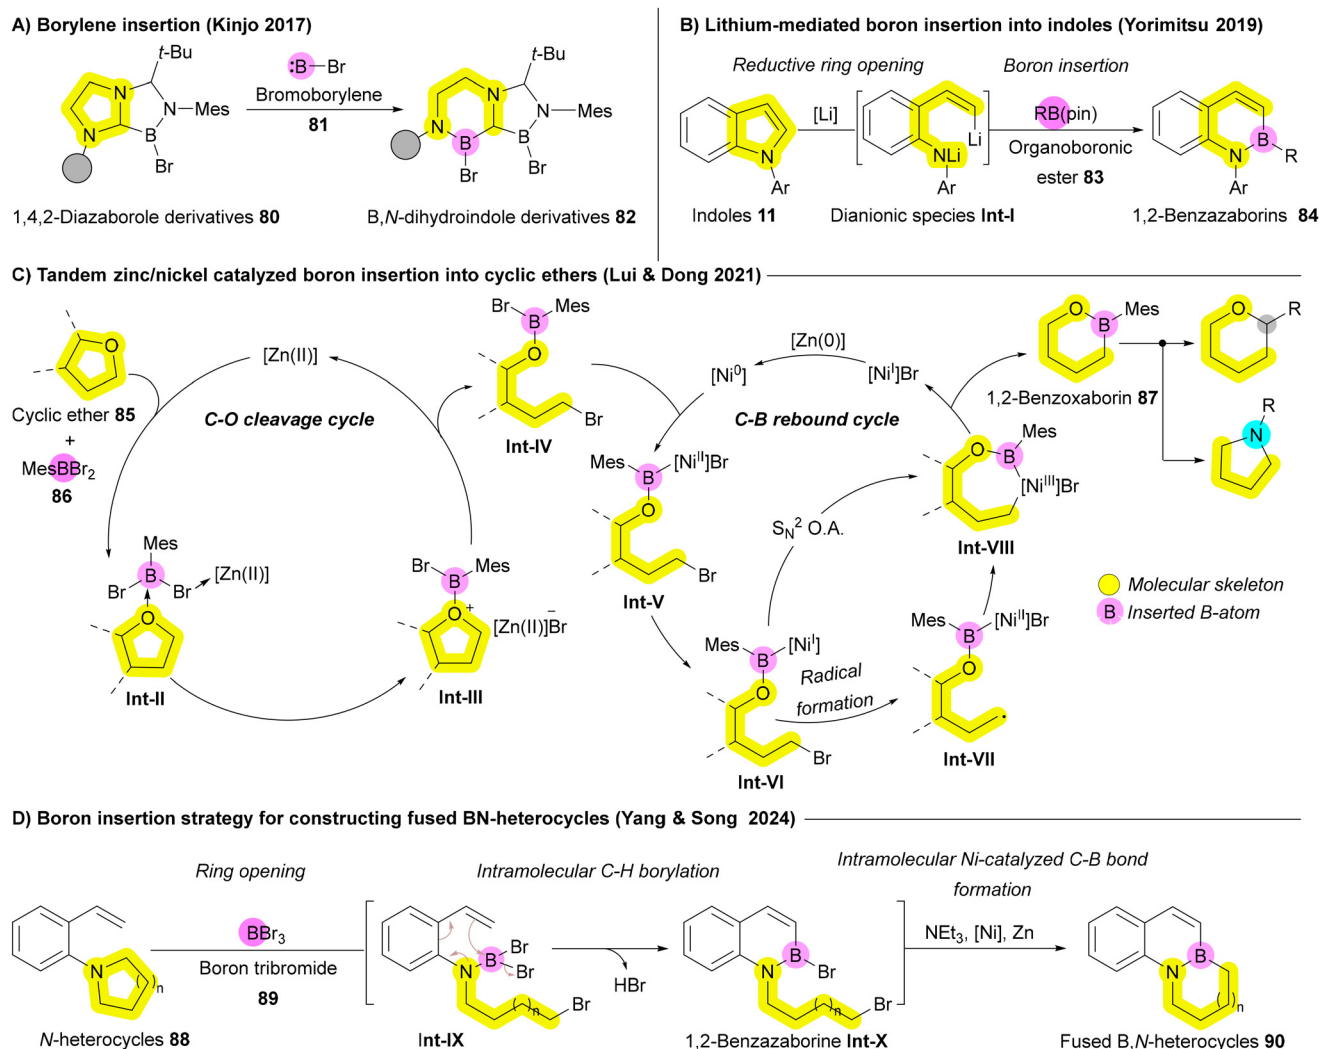 A) Borylene insertion (Kinjo 2017)
t-Bu
N
N
N
Mes
B
Br
:B
Br
Bromoborylene
81
t-Bu
N
N
N
Mes
B
B
Br
Br
1,4,2-Diazaborole derivatives 80
B,N-dihydroindole derivatives 82
B) Lithium-mediated boron insertion into indoles (Yorimitsu 2019)
Reductive ring opening
Boron insertion
N
Ar
[Li]
Li
NLi
Ar
RB(pin)
Organoboronic
ester 83
B
N
R
Ar
Indoles 11
Dianionic species Int-I
1,2-Benzazaborins 84
C) Tandem zinc/nickel catalyzed boron insertion into cyclic ethers (Lui & Dong 2021)
O
Cyclic ether 85
+
MesBBr2
86
[Zn(II)]
C-O cleavage cycle
Mes
B
Br
Br
[Zn(II)]
O
Int-II
Br
Mes
B
O
+
[Zn(II)]Br
−
Int-III
Br
Mes
B
O
Br
Int-IV
[Zn(0)]
[Ni0]
[NiI]Br
C-B rebound cycle
Mes
[NiII]Br
B
O
Br
Int-V
SN2 O.A.
Mes
[NiI]
B
O
Br
Int-VI
Radical
formation
Mes
[NiII]Br
B
O
Int-VII
Mes
O
B
[NiIII]Br
Int-VIII
O
Mes
B
1,2-Benzoxaborin 87
O
R
R
N
Molecular skeleton
B
Inserted B-atom
D) Boron insertion strategy for constructing fused BN-heterocycles (Yang & Song 2024)
Ring opening
Intramolecular C-H borylation
Intramolecular Ni-catalyzed C-B bond
formation
N
n
BBr3
Boron tribromide
89
Br
B
N
Br
n
Br
HBr
B
N
Br
n
Br
NEt3, [Ni], Zn
B
N
n
N-heterocycles 88
Int-IX
1,2-Benzazaborine Int-X
Fused B,N-heterocycles 90